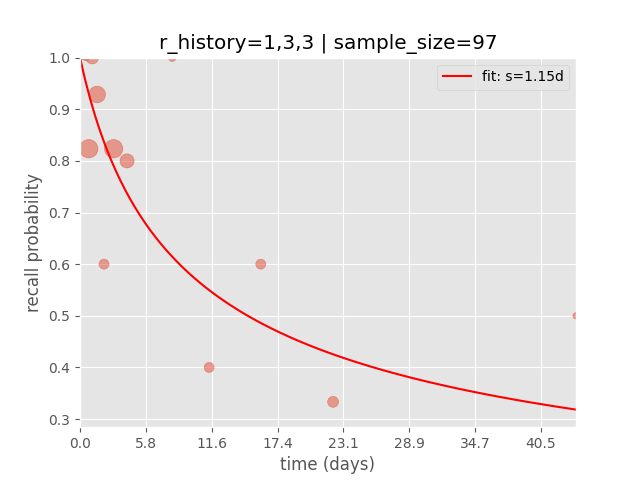 r_history=1,3,3 | sample_size=97
fit: s=1.15d
1.0
0.9
0.8
0.7
0.6
0.5
0.4
0.3
recall probability
0.0 5.8 11.6 17.4 23.1 28.9 34.7 40.5
time (days)